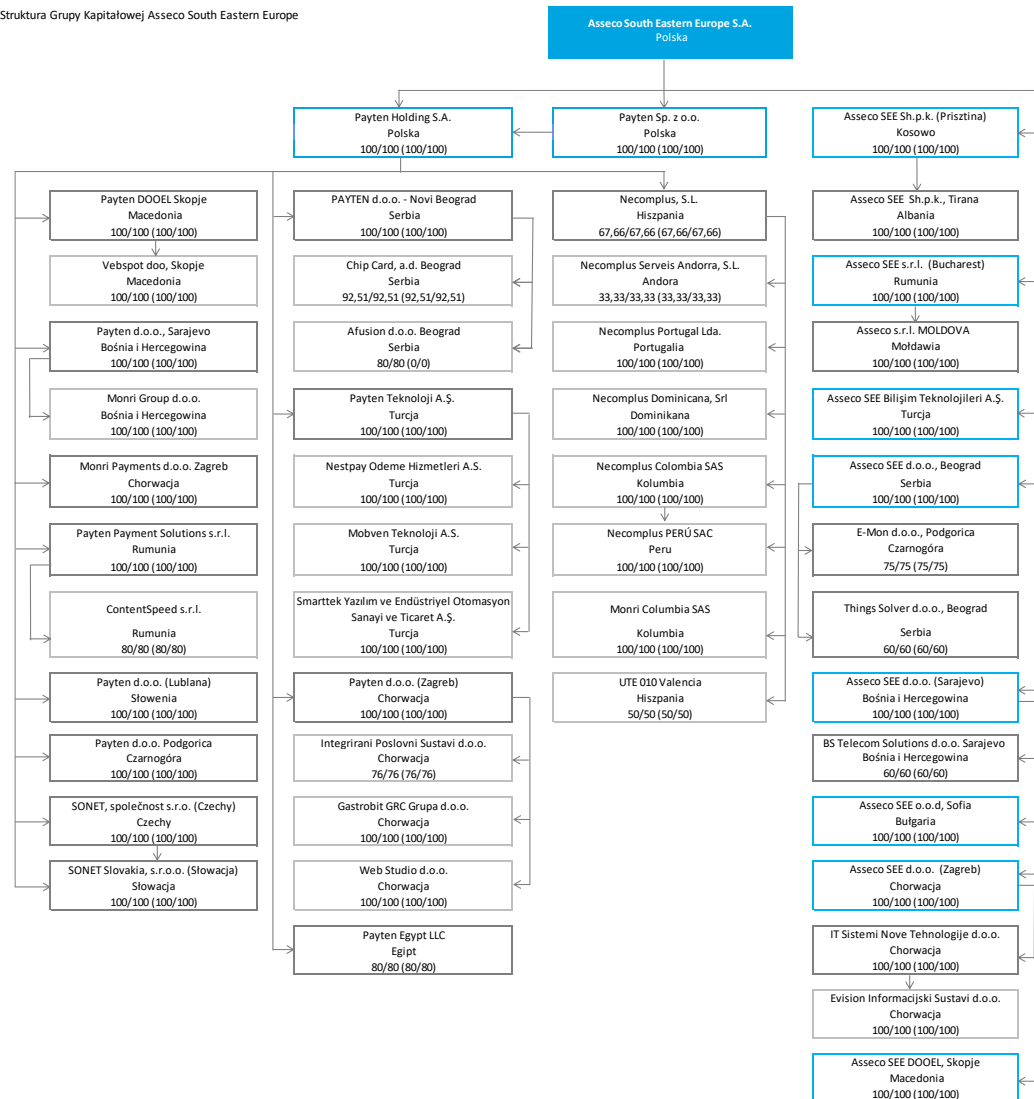 Struktura Grupy Kapitałowej Asseco South Eastern Europe
Asseco South Eastern Europe S.A.
Polska
Payten Holding S.A.
Polska
100/100 (100/100)
Payten Sp. z o.o.
Polska
100/100 (100/100)
Asseco SEE Sh.p.k. (Prisztina)
Kosowo
100/100 (100/100)
Payten DOOEL Skopje
Macedonia
100/100 (100/100)
Vebspot doo, Skopje
Macedonia
100/100 (100/100)
Payten d.o.o., Sarajevo
Bośnia i Hercegowina
100/100 (100/100)
Monri Group d.o.o.
Bośnia i Hercegowina
100/100 (100/100)
Monri Payments d.o.o. Zagreb
Chorwacja
100/100 (100/100)
Payten Payment Solutions s.r.l.
Rumunia
100/100 (100/100)
ContentSpeed s.r.l.
Rumunia
80/80 (80/80)
Payten d.o.o. (Lublana)
Słowenia
100/100 (100/100)
Payten d.o.o. Podgorica
Czarnogóra
100/100 (100/100)
SONET, společnost s.r.o. (Czechy)
Czechy
100/100 (100/100)
SONET Slovakia, s.r.o.o. (Słowacja)
Słowacja
100/100 (100/100)
PAYTEN d.o.o. - Novi Beograd
Serbia
100/100 (100/100)
Chip Card, a.d. Beograd
Serbia
92,51/92,51 (92,51/92,51)
Afusion d.o.o. Beograd
Serbia
80/80 (0/0)
Payten Teknoloji A.Ş.
Turcja
100/100 (100/100)
Nestpay Odeme Hizmetleri A.S.
Turcja
100/100 (100/100)
Mobven Teknoloji A.S.
Turcja
100/100 (100/100)
Smarttek Yazılım ve Endüstriyel Otomasyon
Sanayi ve Ticaret A.Ş.
Turcja
100/100 (100/100)
Payten d.o.o. (Zagreb)
Chorwacja
100/100 (100/100)
Integrirani Poslovni Sustavi d.o.o.
Chorwacja
76/76 (76/76)
Gastrobit GRC Grupa d.o.o.
Chorwacja
100/100 (100/100)
Web Studio d.o.o.
Chorwacja
100/100 (100/100)
Payten Egypt LLC
Egipt
80/80 (80/80)
Necomplus, S.L.
Hiszpania
67,66/67,66 (67,66/67,66)
Necomplus Serveis Andorra, S.L.
Andora
33,33/33,33 (33,33/33,33)
Necomplus Portugal Lda.
Portugalia
100/100 (100/100)
Necomplus Dominicana, Srl
Dominikana
100/100 (100/100)
Necomplus Colombia SAS
Kolumbia
100/100 (100/100)
Necomplus PERÚ SAC
Peru
100/100 (100/100)
Monri Columbia SAS
Kolumbia
100/100 (100/100)
UTE 010 Valencia
Hiszpania
50/50 (50/50)
Asseco SEE Sh.p.k., Tirana
Albania
100/100 (100/100)
Asseco SEE s.r.l. (Bucharest)
Rumunia
100/100 (100/100)
Asseco s.r.l. MOLDOVA
Mołdawia
100/100 (100/100)
Asseco SEE Bilişim Teknolojileri A.Ş.
Turcja
100/100 (100/100)
Asseco SEE d.o.o., Beograd
Serbia
100/100 (100/100)
E-Mon d.o.o., Podgorica
Czarnogóra
75/75 (75/75)
Things Solver d.o.o., Beograd
Serbia
60/60 (60/60)
Asseco SEE d.o.o. (Sarajevo)
Bośnia i Hercegowina
100/100 (100/100)
BS Telecom Solutions d.o.o. Sarajevo
Bośnia i Hercegowina
60/60 (60/60)
Asseco SEE o.o.d, Sofia
Bułgaria
100/100 (100/100)
Asseco SEE d.o.o. (Zagreb)
Chorwacja
100/100 (100/100)
IT Sistemi Nove Tehnologije d.o.o.
Chorwacja
100/100 (100/100)
Evision Informacijski Sustavi d.o.o.
Chorwacja
100/100 (100/100)
Asseco SEE DOOEL, Skopje
Macedonia
100/100 (100/100)